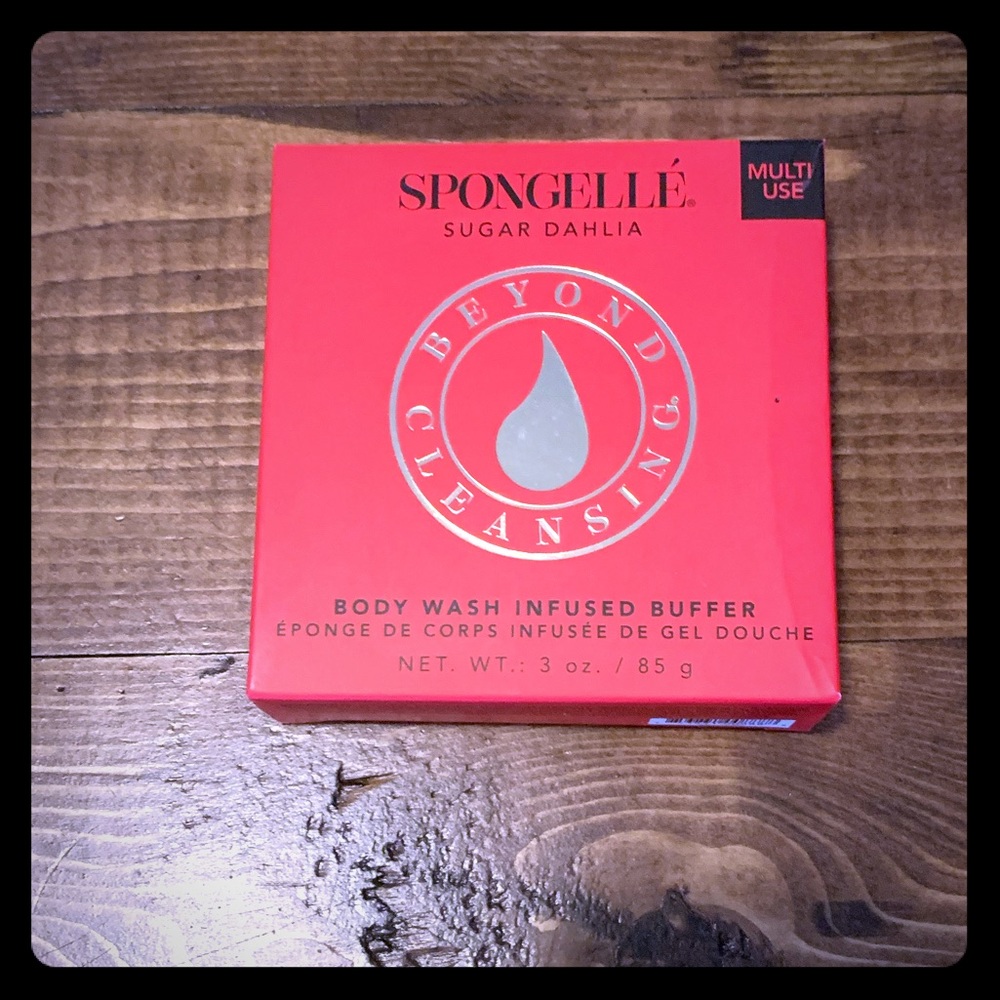 SPONGELLÉ®
SUGAR DAHLIA
MULTI
USE
BEYOND
CLEANSING®
BODY WASH INFUSED BUFFER
ÉPONGE DE CORPS INFUSÉE DE GEL DOUCHE
NET. WT.: 3 oz. / 85 g